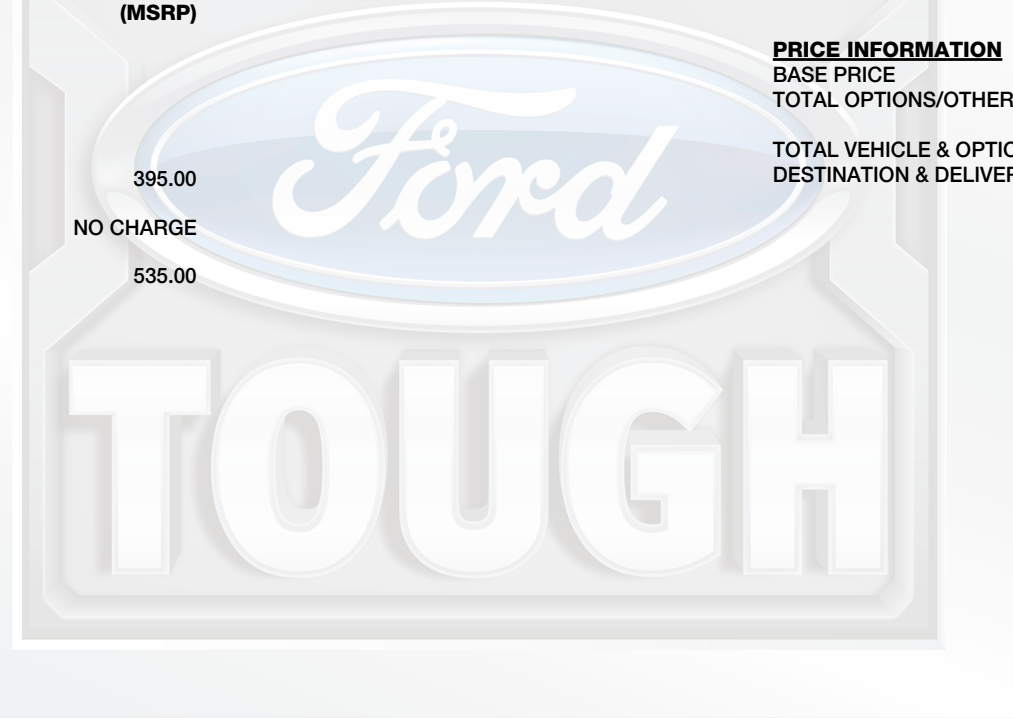 (MSRP)
395.00
NO CHARGE
535.00
PRICE INFORMATION
BASE PRICE
TOTAL OPTIONS/OTHER
TOTAL VEHICLE & OPTIO
DESTINATION & DELIVER
Ford
TOUGH